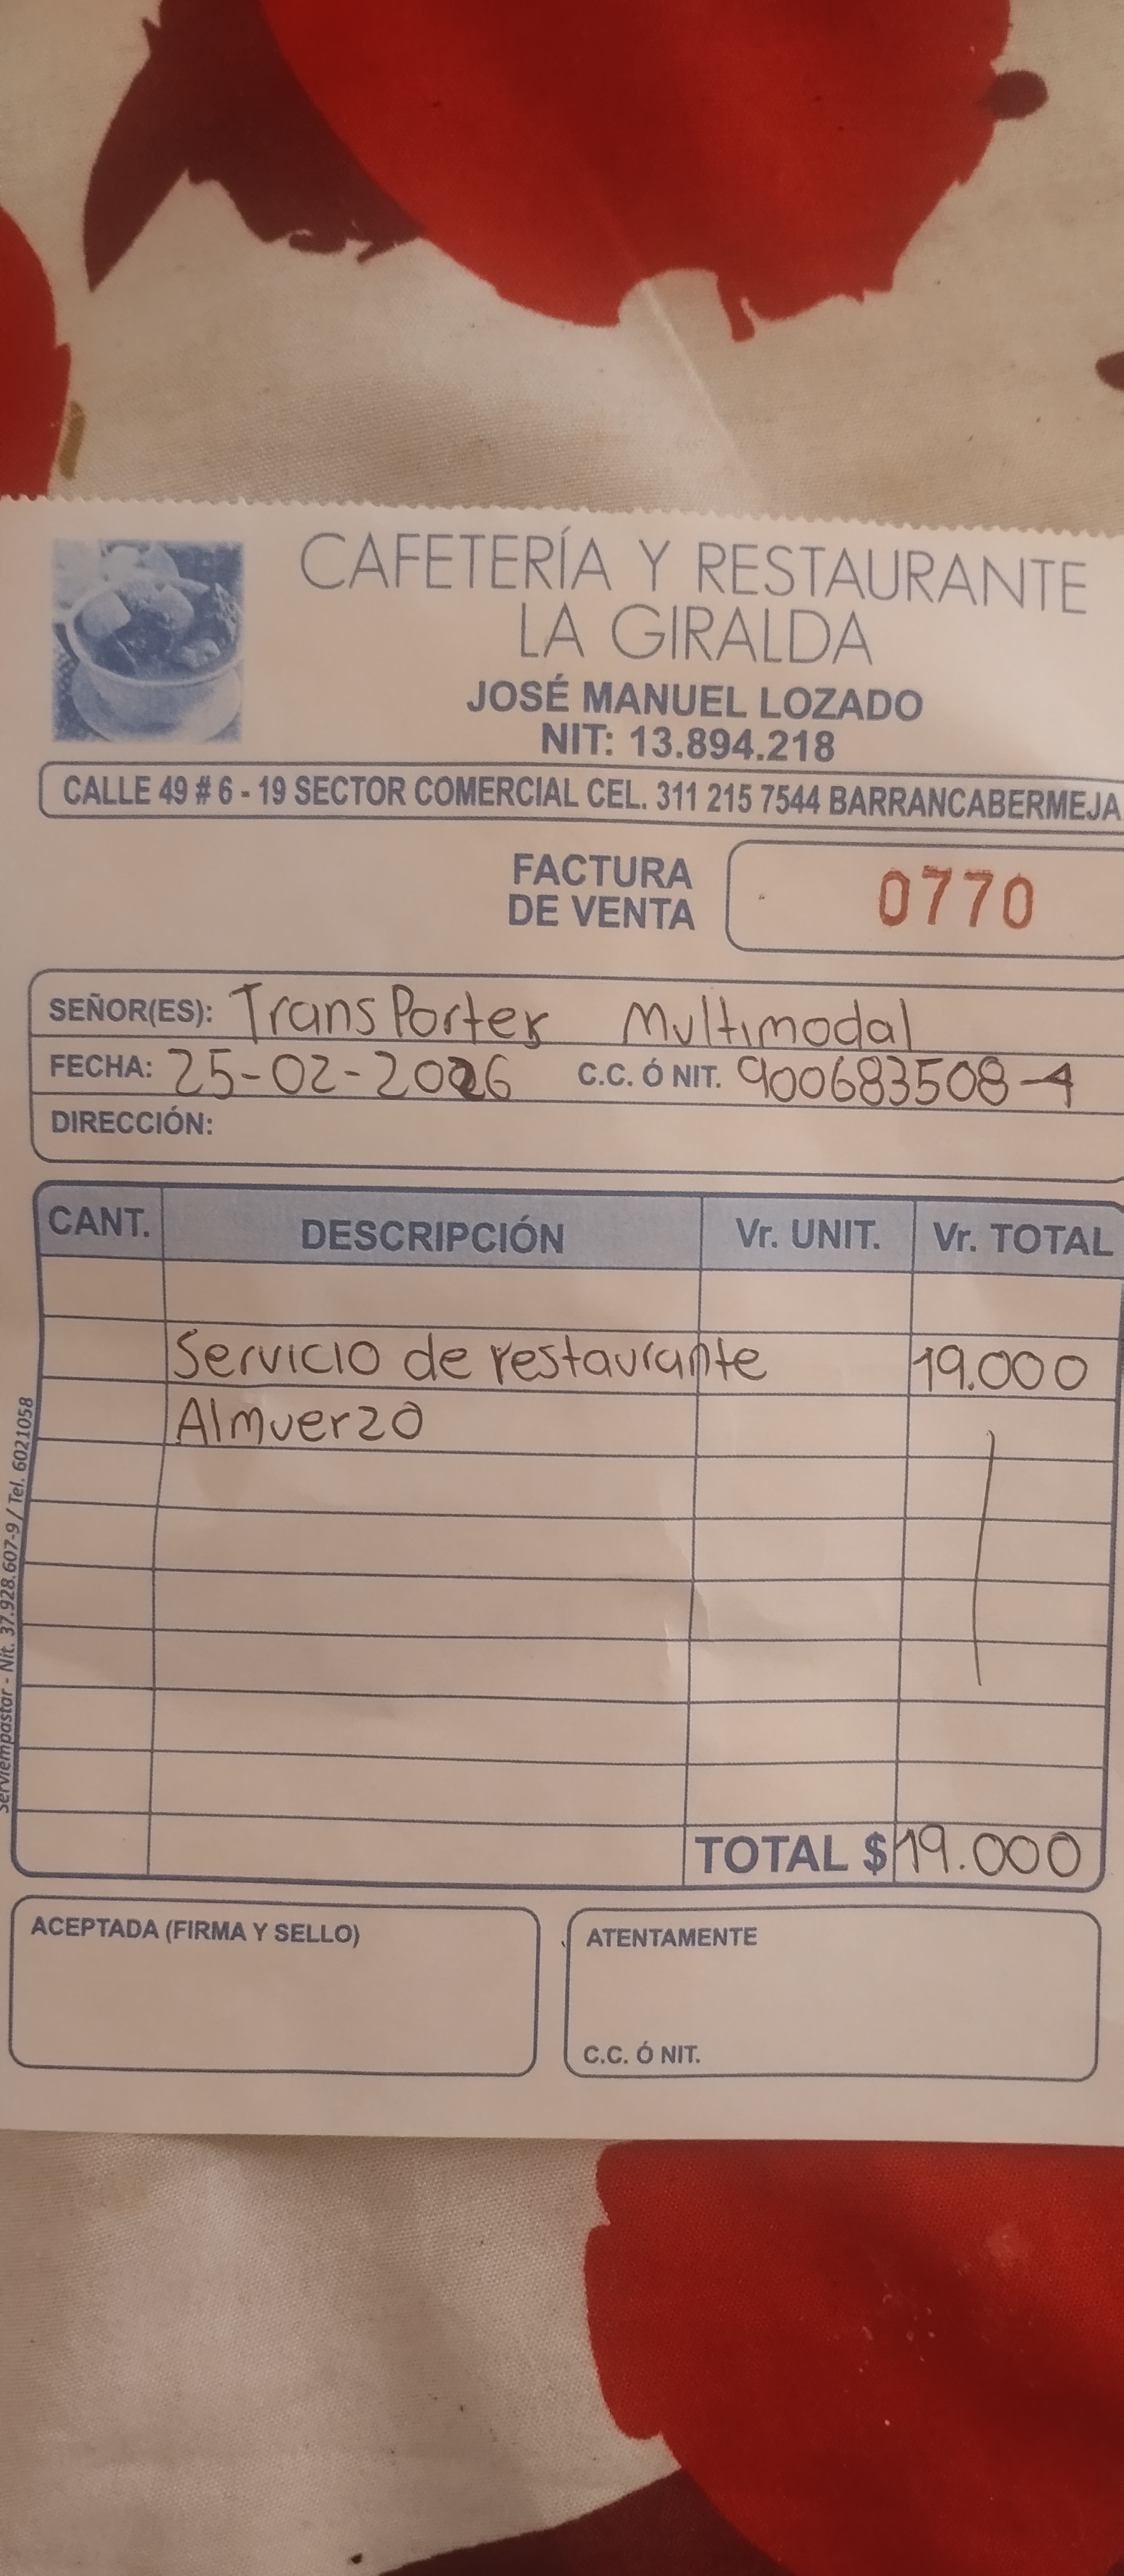 CAFETERÍA Y RESTAURANTE
LA GIRALDA
JOSÉ MANUEL LOZADO
NIT: 13.894.218
CALLE 49 # 6 - 19 SECTOR COMERCIAL CEL. 311 215 7544 BARRANCABERMEJA
FACTURA
DE VENTA
0770
SEÑOR(ES): TransPorter Multimodal
FECHA: 25-02-2026 C.C. Ó NIT. 900683508-4
DIRECCIÓN:
CANT. DESCRIPCIÓN Vr. UNIT. Vr. TOTAL
Servicio de restaurante 19.000
Almuerzo
TOTAL $ 19.000
ACEPTADA (FIRMA Y SELLO)
ATENTAMENTE
C.C. Ó NIT.
Serviempastar - Nit. 37.928.607-9 / Tel. 6021058